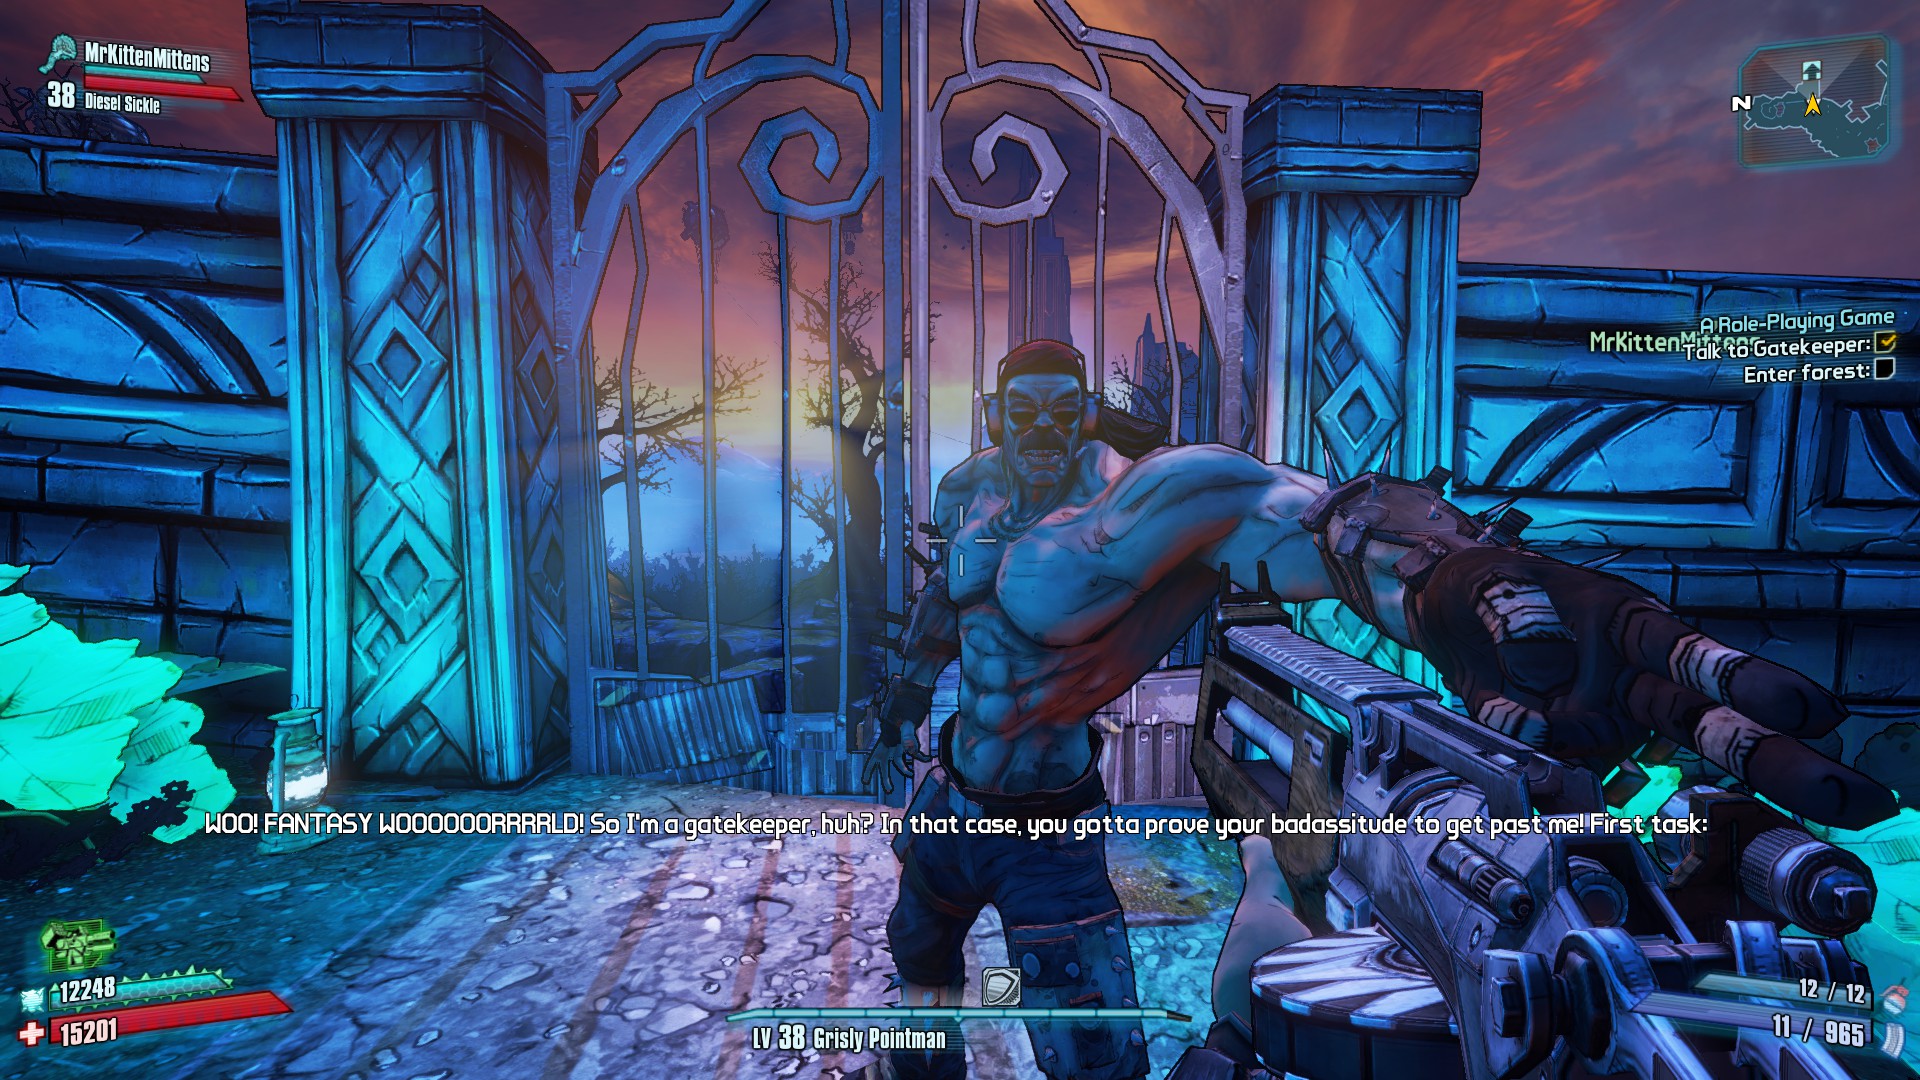 MrKittenMittens
38 Diesel Sickle
N
A Role-Playing Game
MrKittenMittens
Talk to Gatekeeper:
Enter forest:
WOO! FANTASY WOOOOOORRRRLD! So I'm a gatekeeper, huh? In that case, you gotta prove your badassitude to get past me! First task:
12248
15201
LV 38 Grisly Pointman
12 / 12
11 / 965